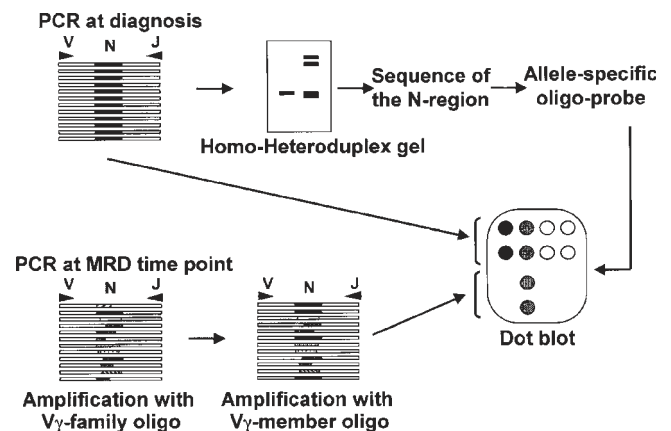 PCR at diagnosis
V N J
Homo-Heteroduplex gel
Sequence of
the N-region
Allele-specific
oligo-probe
PCR at MRD time point
V N J
Amplification with
Vγ-family oligo
V N J
Amplification with
Vγ-member oligo
Dot blot